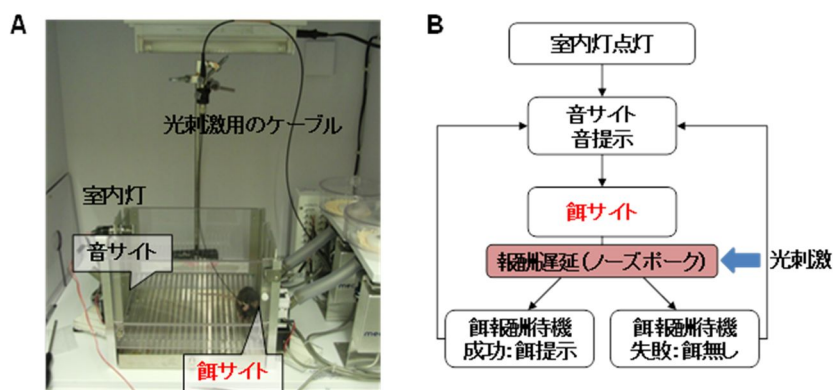 A
光刺激用のケーブル
室内灯
音サイト
餌サイト
B
室内灯点灯
音サイト
音提示
餌サイト
報酬遅延(ノーズポーク)
光刺激
餌報酬待機
成功:餌提示
餌報酬待機
失敗:餌無し